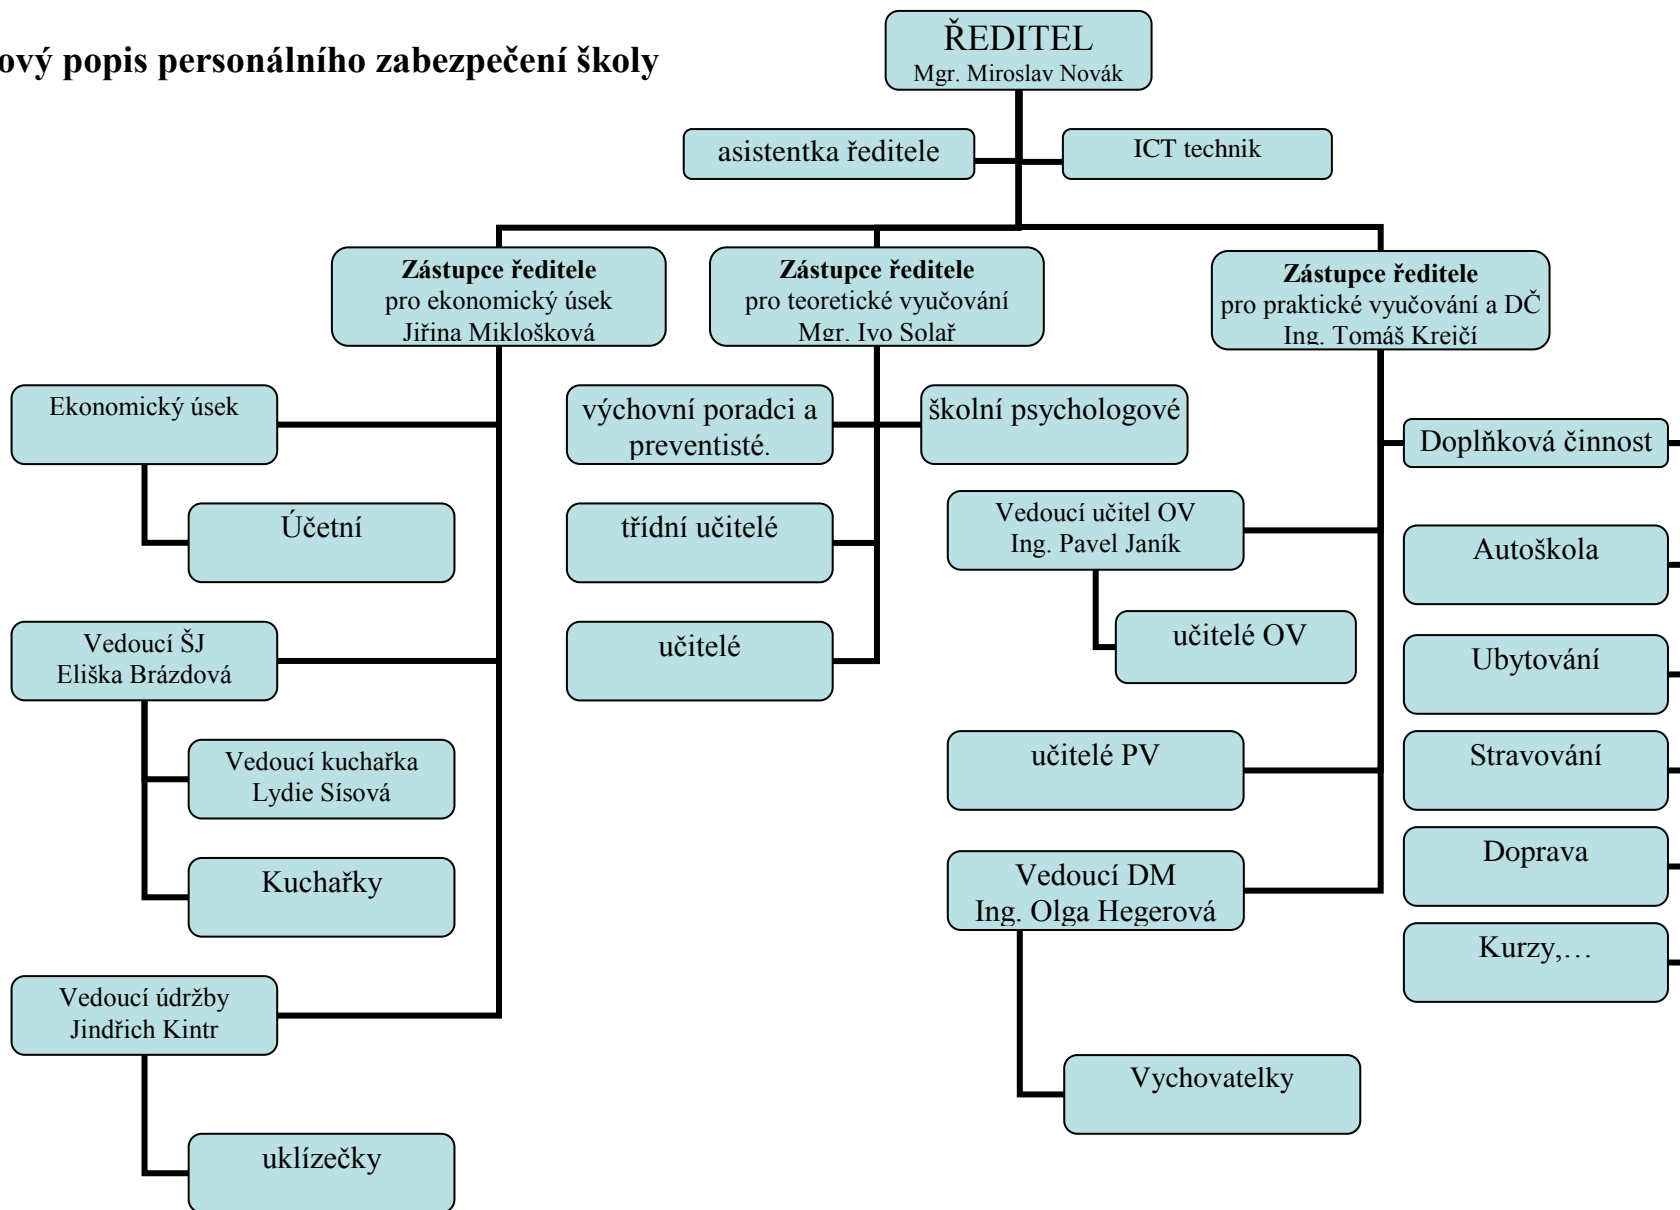 ový popis personálního zabezpečení školy
ŘEDITEL
Mgr. Miroslav Novák
asistentka ředitele
ICT technik
Zástupce ředitele
pro ekonomický úsek
Jiřina Miklošková
Zástupce ředitele
pro teoretické vyučování
Mgr. Ivo Solař
Zástupce ředitele
pro praktické vyučování a DČ
Ing. Tomáš Krejčí
Ekonomický úsek
Účetní
Vedoucí ŠJ
Eliška Brázdová
Vedoucí kuchařka
Lydie Sísová
Kuchařky
Vedoucí údržby
Jindřich Kintr
uklízečky
výchovní poradci a
preventisté.
školní psychologové
třídní učitelé
učitelé
Vedoucí učitel OV
Ing. Pavel Janík
učitelé OV
učitelé PV
Vedoucí DM
Ing. Olga Hegerová
Vychovatelky
Doplňková činnost
Autoškola
Ubytování
Stravování
Doprava
Kurzy,…